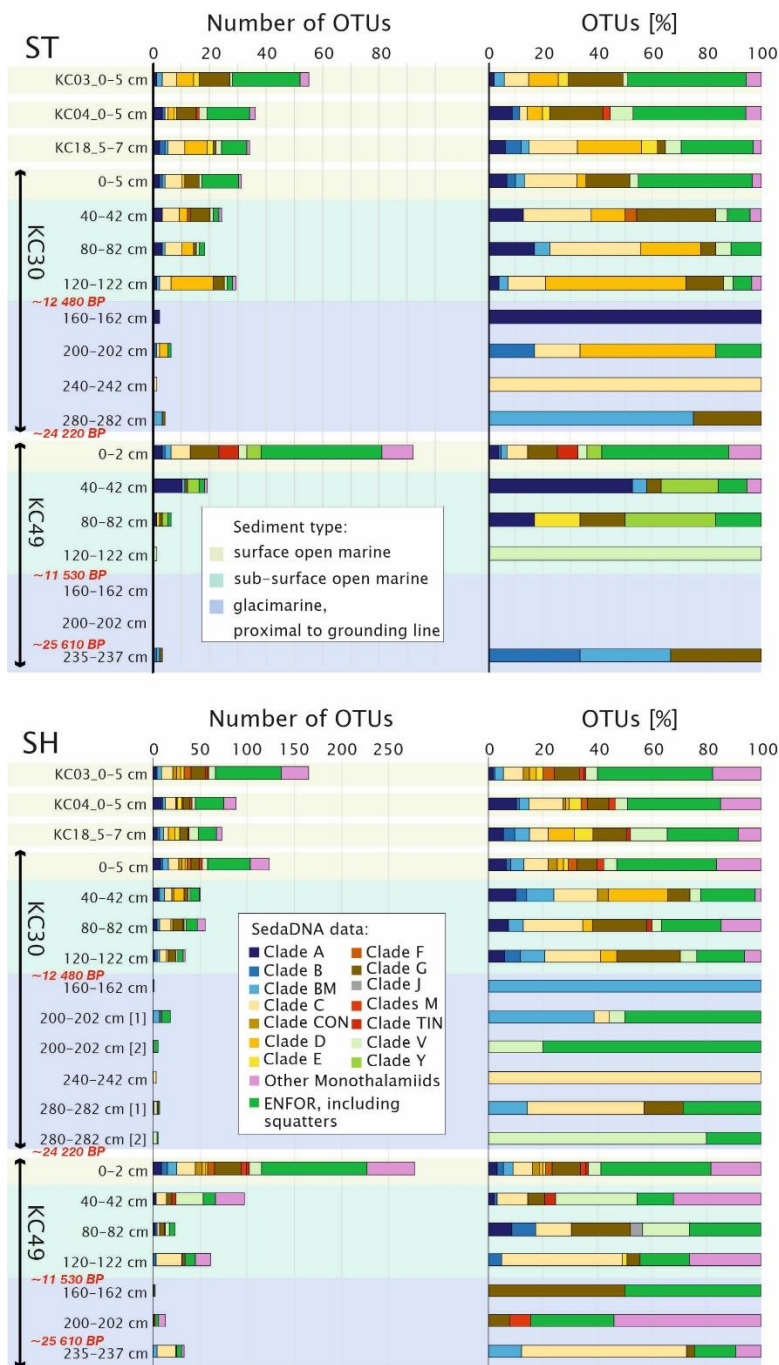 ST
Number of OTUs
OTUs [%]
0 20 40 60 80
0 20 40 60 80 100
KC03_0-5 cm
KC04_0-5 cm
KC18_5-7 cm
KC30
0-5 cm
40-42 cm
80-82 cm
120-122 cm
~12 480 BP
160-162 cm
200-202 cm
240-242 cm
280-282 cm
~24 220 BP
KC49
0-2 cm
40-42 cm
80-82 cm
120-122 cm
~11 530 BP
160-162 cm
200-202 cm
~25 610 BP
235-237 cm
Sediment type:
surface open marine
sub-surface open marine
glacimarine,
proximal to grounding line
SH
Number of OTUs
OTUs [%]
0 50 100 150 200 250
0 20 40 60 80 100
KC03_0-5 cm
KC04_0-5 cm
KC18_5-7 cm
KC30
0-5 cm
40-42 cm
80-82 cm
120-122 cm
~12 480 BP
160-162 cm
200-202 cm [1]
200-202 cm [2]
240-242 cm
280-282 cm [1]
280-282 cm [2]
~24 220 BP
KC49
0-2 cm
40-42 cm
80-82 cm
120-122 cm
~11 530 BP
160-162 cm
200-202 cm
~25 610 BP
235-237 cm
SedaDNA data:
Clade A
Clade B
Clade BM
Clade C
Clade CON
Clade D
Clade E
Clade F
Clade G
Clade J
Clades M
Clade TIN
Clade V
Clade Y
Other Monothalamiids
ENFOR, including
squatters